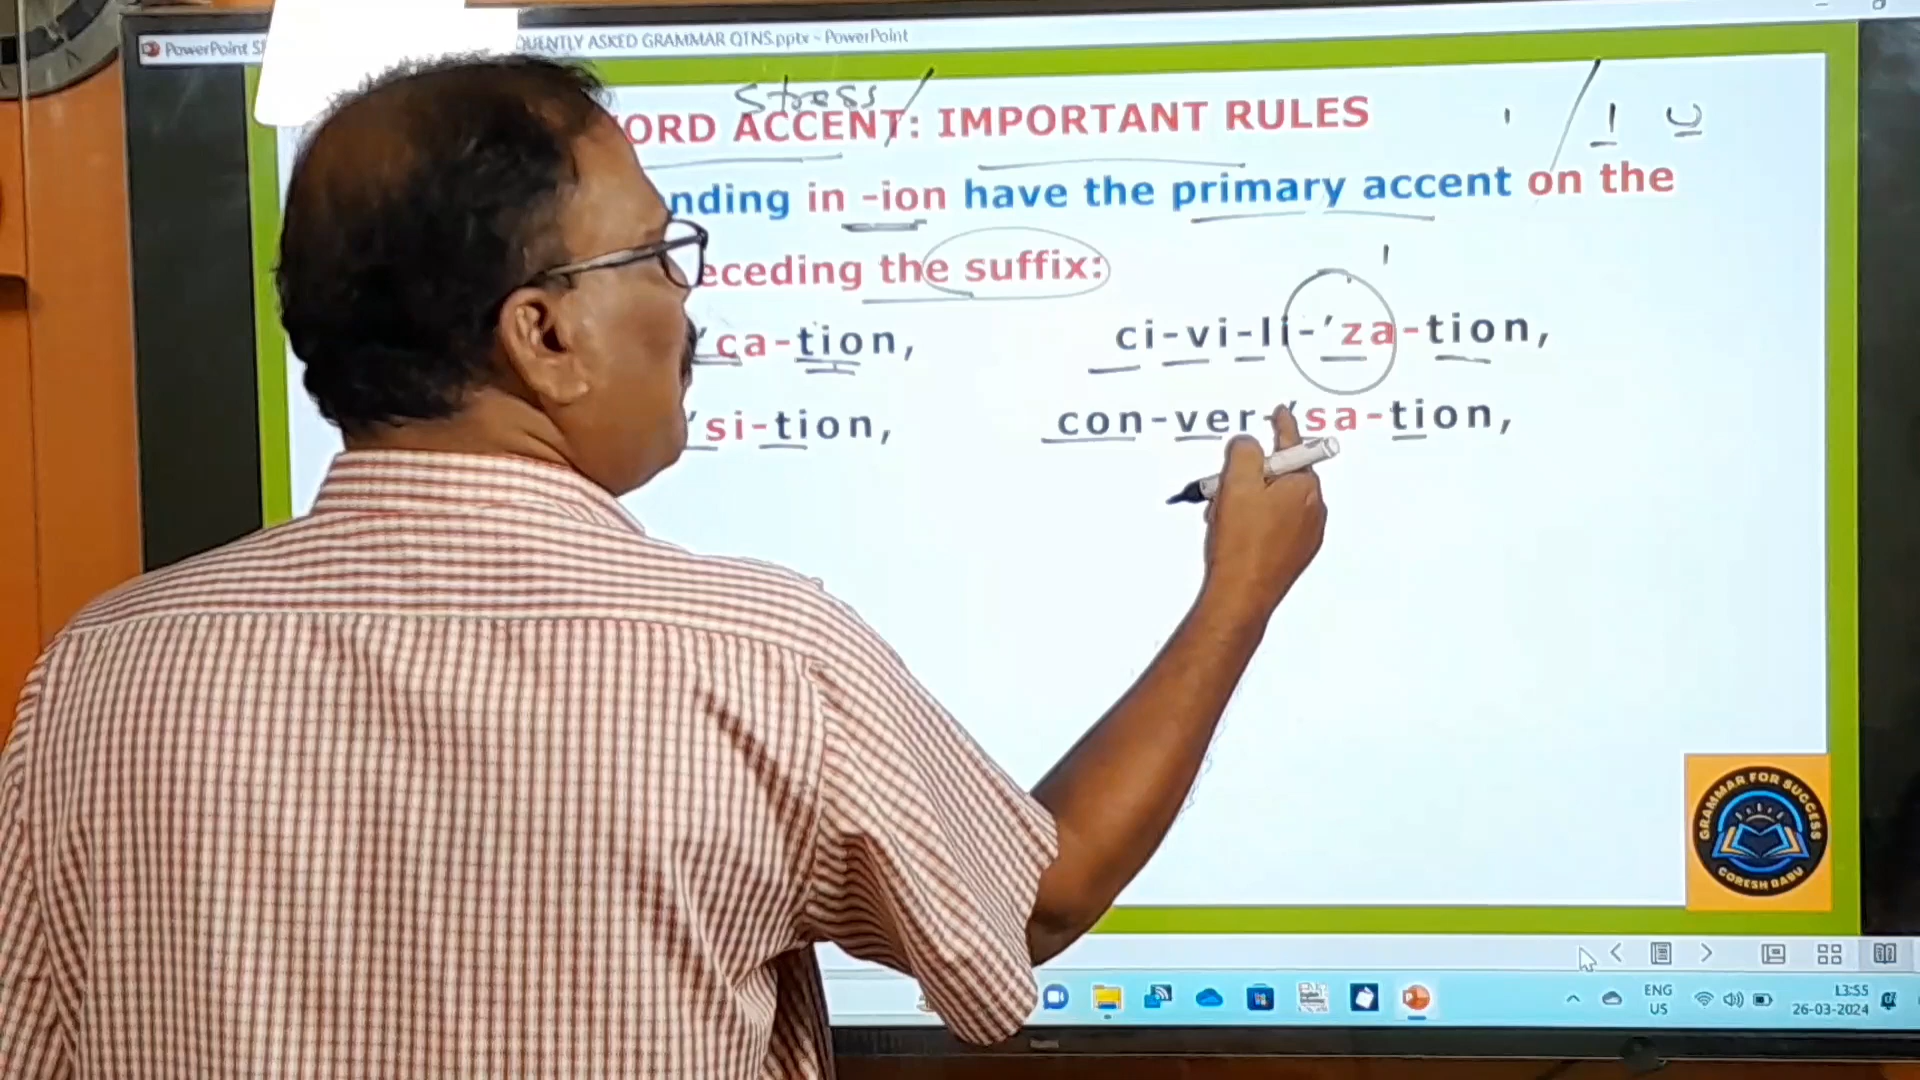 QUENTLY ASKED GRAMMAR QTNS.pptx - PowerPoint
stress /
ORD ACCENT: IMPORTANT RULES
nding in -ion have the primary accent on the
eceding the suffix:
'ca-tion, ci-vi-li-'za-tion,
'si-tion, con-ver-'sa-tion,
GRAMMAR FOR SUCCESS
CORESH BABU
ENG
US
13:55
26-03-2024